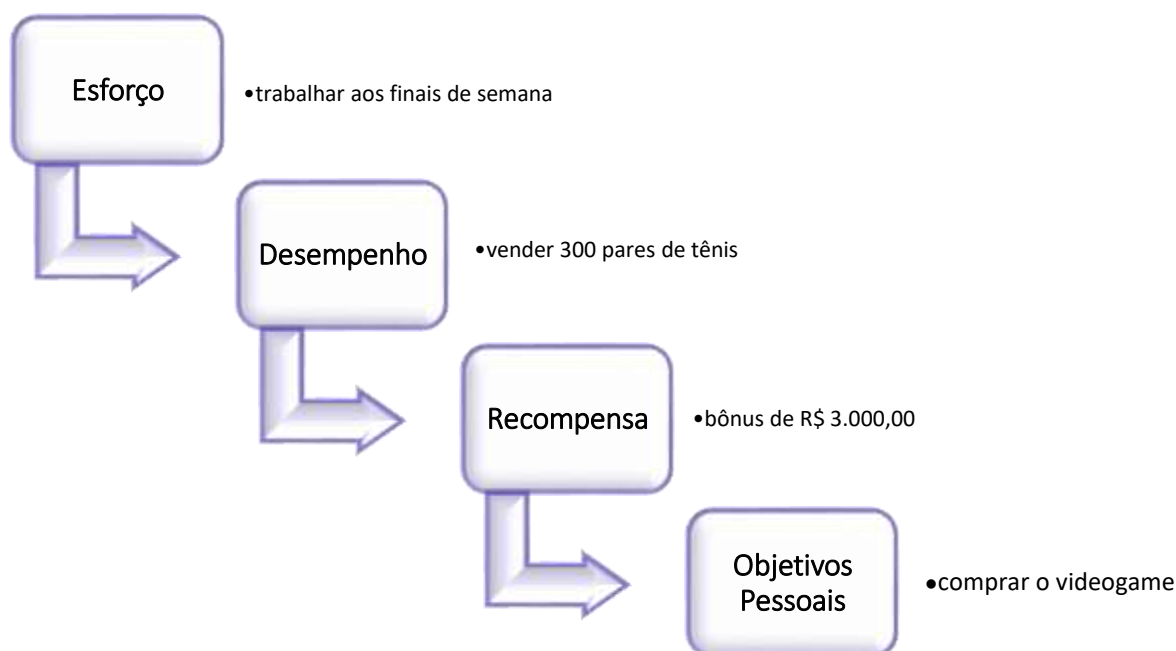 Esforço
•trabalhar aos finais de semana
Desempenho
•vender 300 pares de tênis
Recompensa
•bônus de R$ 3.000,00
Objetivos
Pessoais
•comprar o videogame